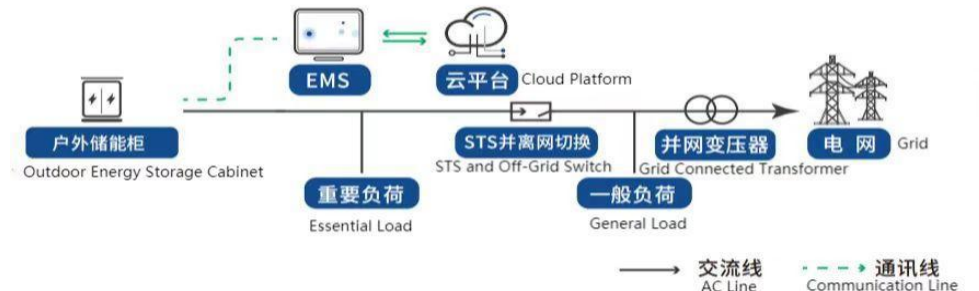 EMS
云平台 Cloud Platform
户外储能柜
Outdoor Energy Storage Cabinet
STS并离网切换
STS and Off-Grid Switch
并网变压器
Grid Connected Transformer
电网 Grid
重要负荷
Essential Load
一般负荷
General Load
交流线
AC Line
通讯线
Communication Line